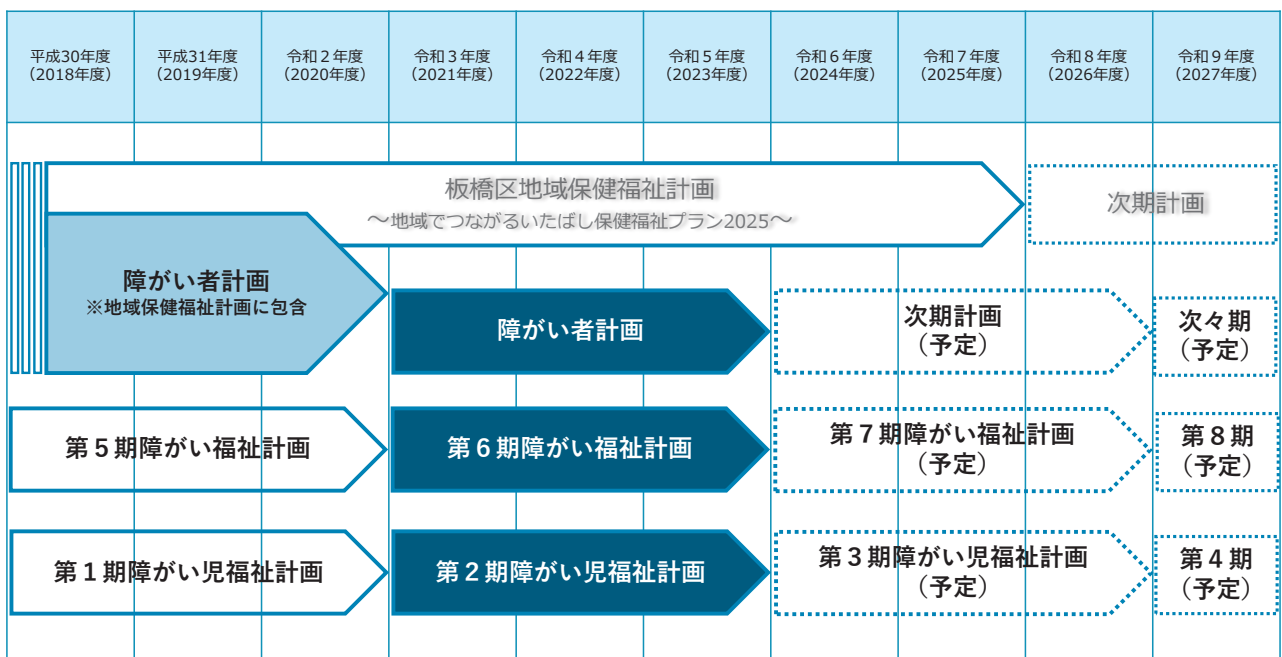 平成30年度
（2018年度）
平成31年度
（2019年度）
令和２年度
（2020年度）
令和３年度
（2021年度）
令和４年度
（2022年度）
令和５年度
（2023年度）
令和６年度
（2024年度）
令和７年度
（2025年度）
令和８年度
（2026年度）
令和９年度
（2027年度）
板橋区地域保健福祉計画
～地域でつながるいたばし保健福祉プラン2025～
次期計画
障がい者計画
※地域保健福祉計画に包含
障がい者計画
次期計画
（予定）
次々期
（予定）
第５期障がい福祉計画
第６期障がい福祉計画
第７期障がい福祉計画
（予定）
第８期
（予定）
第１期障がい児福祉計画
第２期障がい児福祉計画
第３期障がい児福祉計画
（予定）
第４期
（予定）